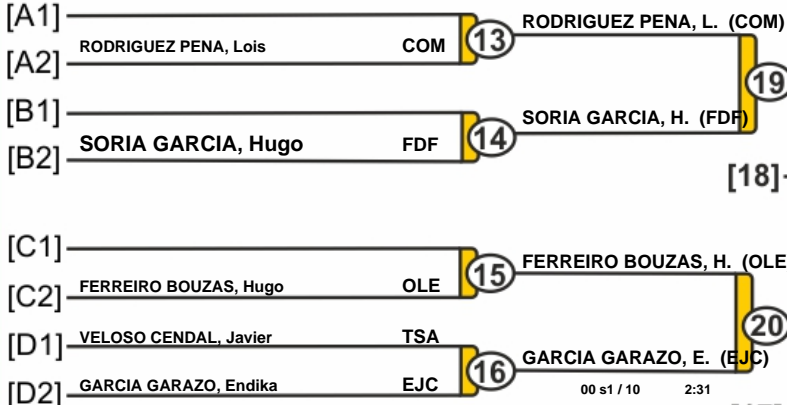 [A1]
RODRIGUEZ PENA, L. (COM)
13
RODRIGUEZ PENA, Lois COM
[A2]
19
[B1]
SORIA GARCIA, H. (FDF)
14
SORIA GARCIA, Hugo FDF
[B2]
[18]
[C1]
FERREIRO BOUZAS, H. (OLE
15
FERREIRO BOUZAS, Hugo OLE
[C2]
20
[D1] VELOSO CENDAL, Javier TSA
GARCIA GARAZO, E. (EJC)
16
[D2] GARCIA GARAZO, Endika EJC
00 s1 / 10 2:31